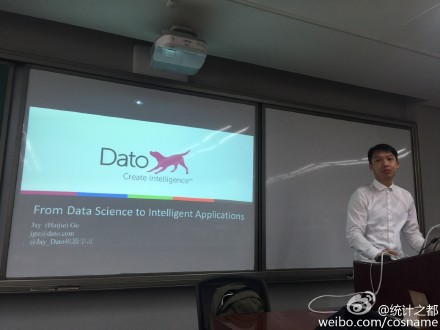 Dato
Create Intelligence™
From Data Science to Intelligent Applications
Jay (Haijie) Gu
jgu@dato.com
@Jay_Dato机器学习
@统计之都
weibo.com/cosname